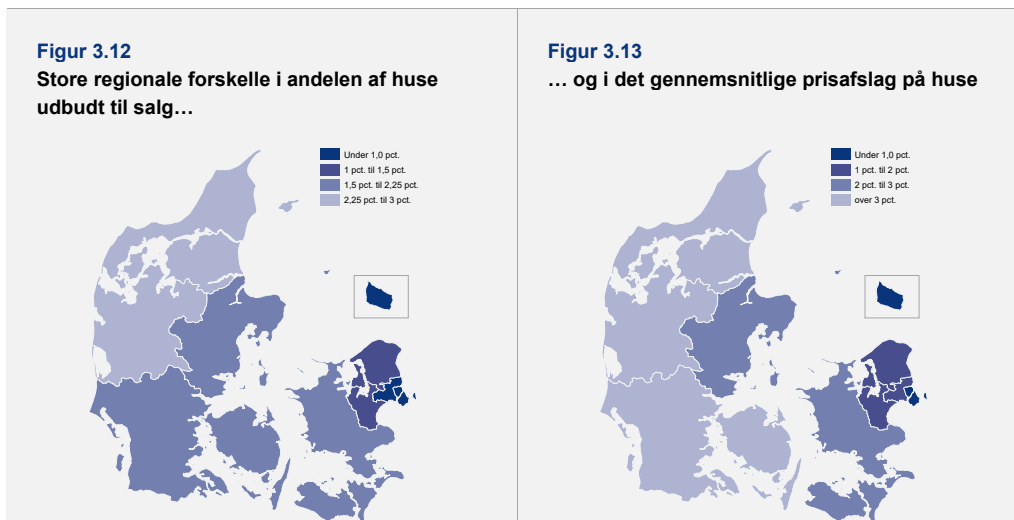 Figur 3.12
Store regionale forskelle i andelen af huse
udbudt til salg…
Under 1,0 pct.
1 pct. til 1,5 pct.
1,5 pct. til 2,25 pct.
2,25 pct. til 3 pct.
Figur 3.13
… og i det gennemsnitlige prisafslag på huse
Under 1,0 pct.
1 pct. til 2 pct.
2 pct. til 3 pct.
over 3 pct.